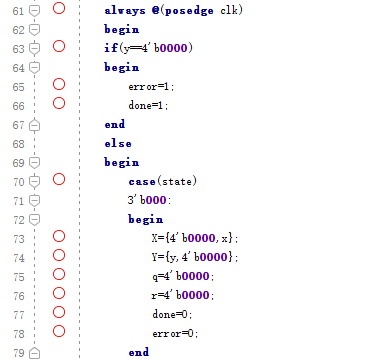 61 always @(posedge clk)
62 begin
63 if(y==4'b0000)
64 begin
65 error=1;
66 done=1;
67 end
68 else
69 begin
70 case(state)
71 3'b000:
72 begin
73 X={4'b0000,x};
74 Y={y,4'b0000};
75 q=4'b0000;
76 r=4'b0000;
77 done=0;
78 error=0;
79 end